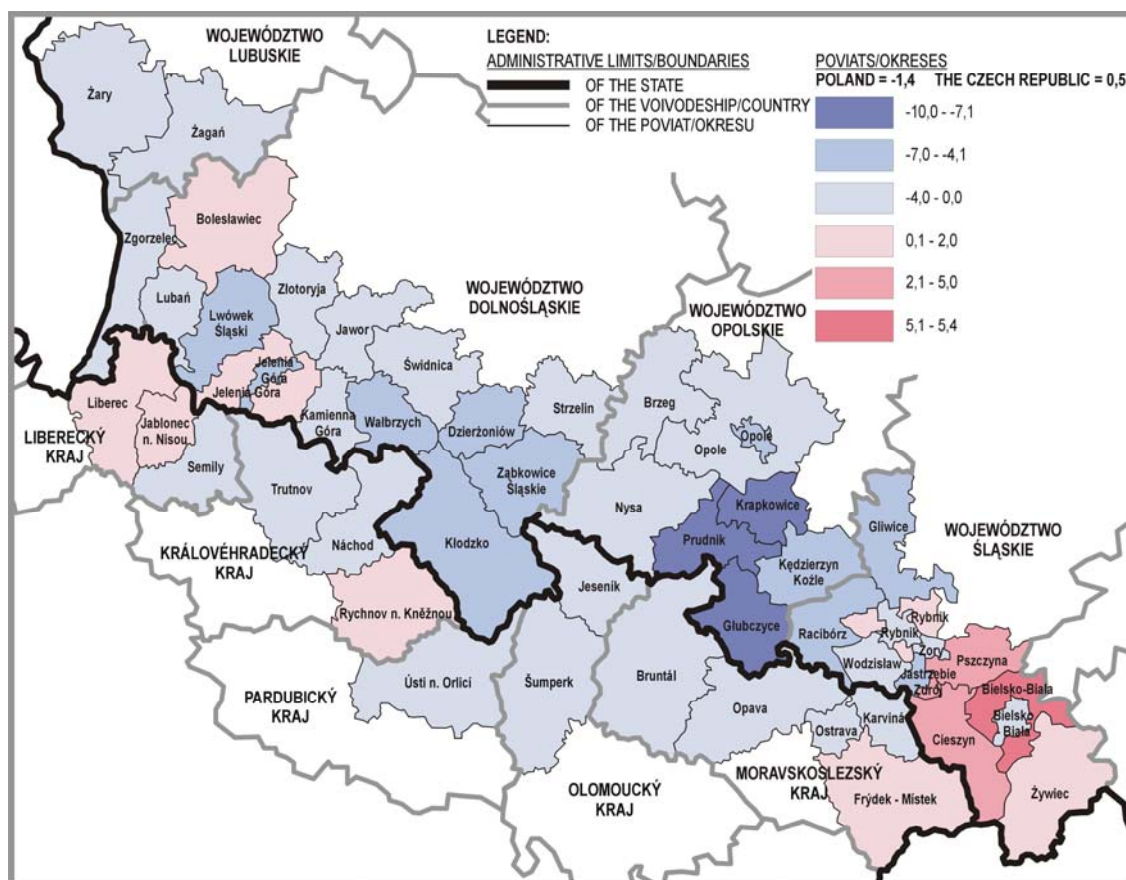 WOJEWÓDZTWO
LUBUSKIE
LEGEND:
ADMINISTRATIVE LIMITS/BOUNDARIES
OF THE STATE
OF THE VOIVODESHIP/COUNTRY
OF THE POVIAT/OKRESU
POVIATS/OKRESES
POLAND = -1,4 THE CZECH REPUBLIC = 0,5
-10,0 - -7,1
-7,0 - -4,1
-4,0 - 0,0
0,1 - 2,0
2,1 - 5,0
5,1 - 5,4
Żary
Żagań
Bolesławiec
Zgorzelec
Lubań
Lwówek
Śląski
Złotoryja
WOJEWÓDZTWO
DOLNOŚLĄSKIE
WOJEWÓDZTWO
OPOLSKIE
Jawor
Świdnica
Jelenia
Góra
Jelenia Góra
Kamienna
Góra
Wałbrzych
Dzierżoniów
Strzelin
Brzeg
Opole
Opole
Liberec
Jablonec
n. Nisou
LIBERECKÝ
KRAJ
Semily
Trutnov
Ząbkowice
Śląskie
Nysa
Krapkowice
Prudnik
Gliwice
WOJEWÓDZTWO
ŚLĄSKIE
KRÁLOVÉHRADECKÝ
KRAJ
Náchod
Kłodzko
Kędzierzyn
Koźle
Jeseník
Rychnov n. Kněžnou
Głubczyce
Racibórz
Rybnik
Rybnik
Żory
Wodzisław
Jastrzębie
Zdrój
Pszczyna
Bielsko-Biała
Bielsko
Biała
PARDUBICKÝ
KRAJ
Ústi n. Orlicí
Šumperk
Bruntál
Opava
Ostrava
Karviná
Cieszyn
OLOMOUCKÝ
KRAJ
MORAVSKOSLEZSKÝ
KRAJ
Frýdek - Místek
Żywiec